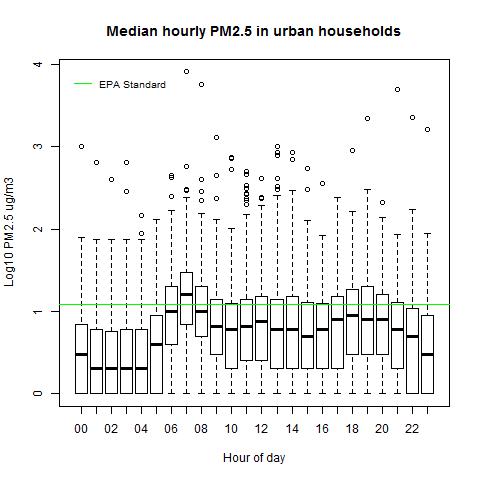 Median hourly PM2.5 in urban households
EPA Standard
Log10 PM2.5 ug/m3
4
3
2
1
0
00 02 04 06 08 10 12 14 16 18 20 22
Hour of day